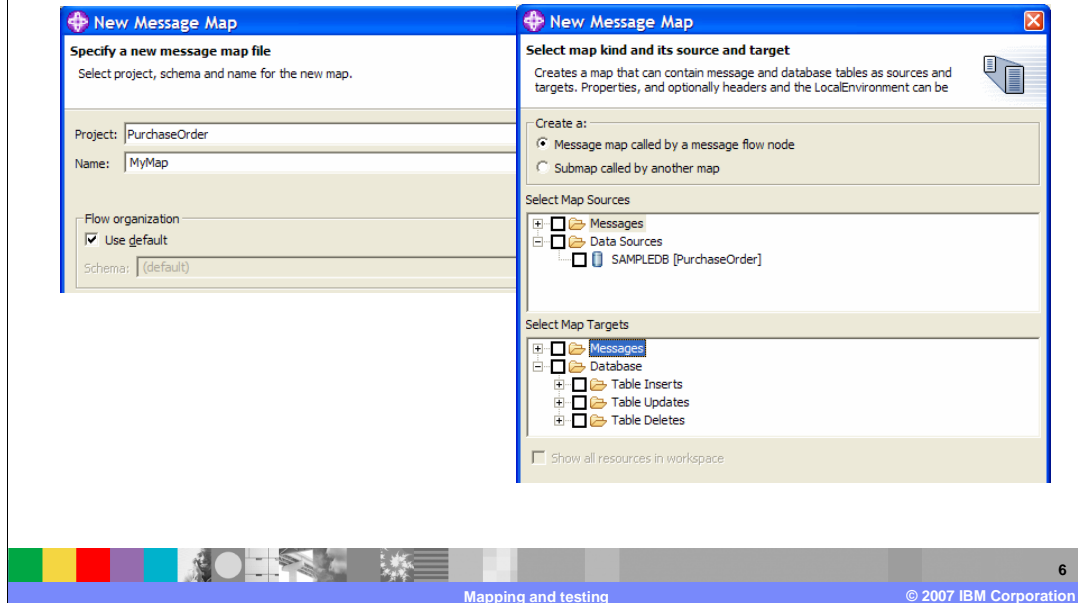 New Message Map
Specify a new message map file
Select project, schema and name for the new map.
Project: PurchaseOrder
Name: MyMap
Flow organization
Use default
Schema: (default)
New Message Map
Select map kind and its source and target
Creates a map that can contain message and database tables as sources and
targets. Properties, and optionally headers and the LocalEnvironment can be
Create a:
Message map called by a message flow node
Submap called by another map
Select Map Sources
Messages
Data Sources
SAMPLEDB [PurchaseOrder]
Select Map Targets
Messages
Database
Table Inserts
Table Updates
Table Deletes
Show all resources in workspace
6
Mapping and testing
© 2007 IBM Corporation